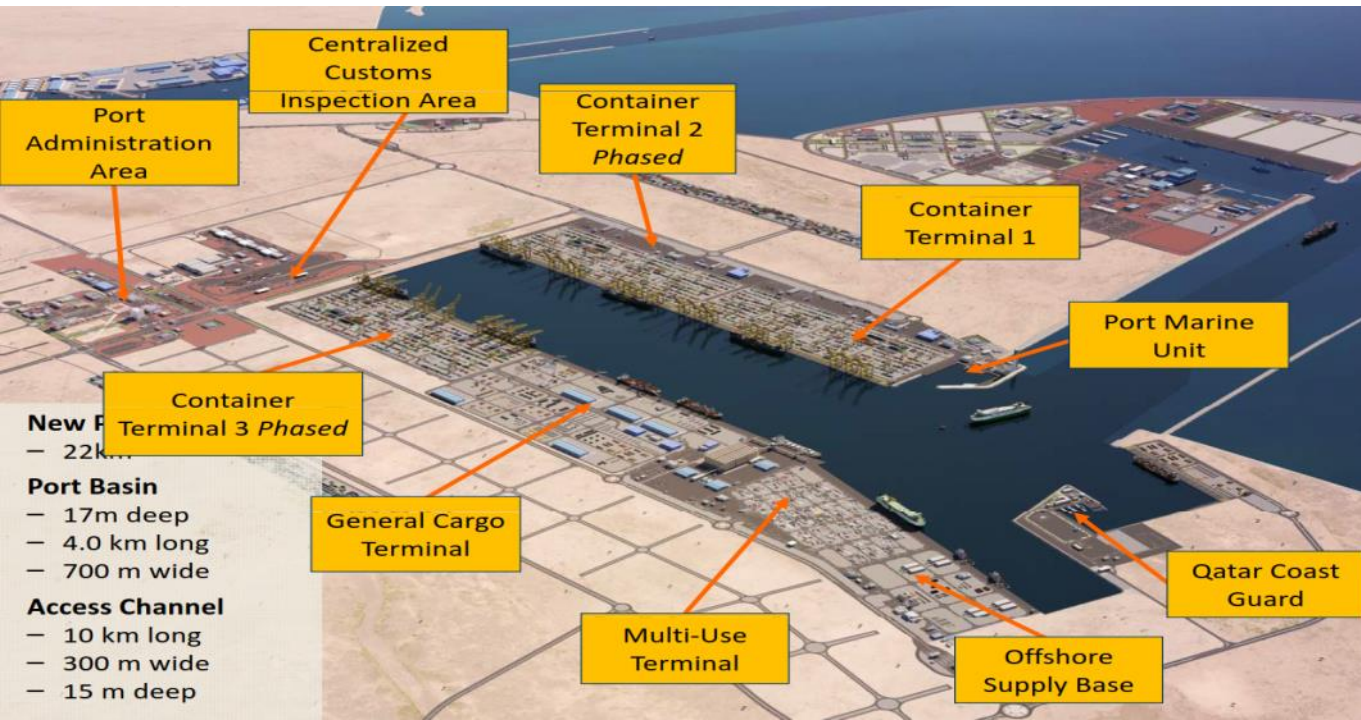 Centralized
Customs
Inspection Area
Port
Administration
Area
Container
Terminal 2
Phased
Container
Terminal 1
Port Marine
Unit
Container
Terminal 3 Phased
New
– 22km
Port Basin
– 17m deep
– 4.0 km long
– 700 m wide
Access Channel
– 10 km long
– 300 m wide
– 15 m deep
General Cargo
Terminal
Multi-Use
Terminal
Offshore
Supply Base
Qatar Coast
Guard